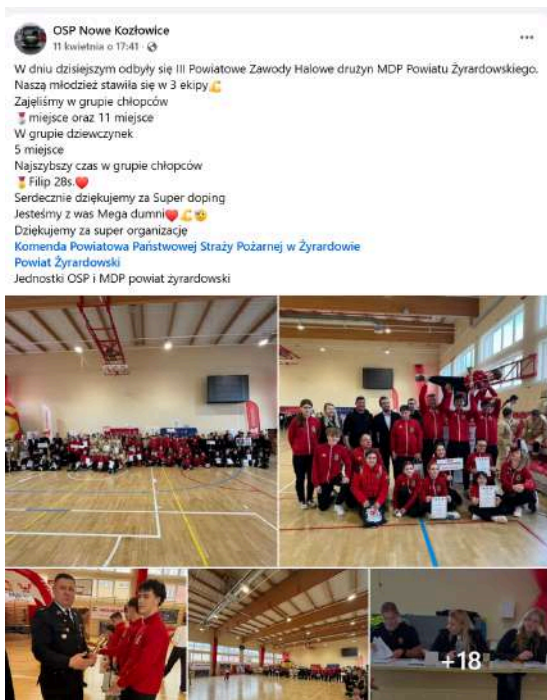 OSP Nowe Kozłowice
11 kwietnia o 17:41 ·
W dniu dzisiejszym odbyły się III Powiatowe Zawody Halowe drużyn MDP Powiatu Żyrardowskiego.
Naszą młodzież stawiła się w 3 ekipy💪
Zajęliśmy w grupie chłopców
🥉miejsce oraz 11 miejsce
W grupie dziewczynek
5 miejsce
Najszybszy czas w grupie chłopców
🏅Filip 28s.❤️
Serdecznie dziękujemy za Super doping
Jesteśmy z was Mega dumni❤️💪🥹
Dziękujemy za super organizację
Komenda Powiatowa Państwowej Straży Pożarnej w Żyrardowie
Powiat Żyrardowski
Jednostki OSP i MDP powiat żyrardowski
+18